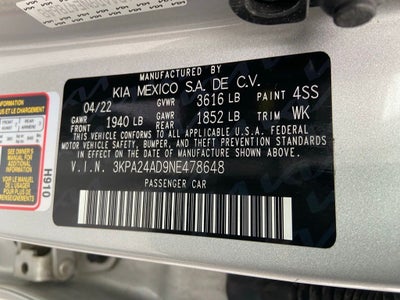 MANUFACTURED BY
KIA MEXICO S.A. DE C.V.
04/22 GVWR 3616 LB PAINT 4SS
GAWR FRONT 1940 LB GAWR REAR 1852 LB TRIM WK
THIS VEHICLE CONFORMS TO ALL APPLICABLE U.S.A. FEDERAL
MOTOR VEHICLE SAFETY, BUMPER, AND THEFT PREVENTION
STANDARDS IN EFFECT ON THE DATE OF MANUFACTURE SHOWN ABOVE.
V.I.N. 3KPA24AD9NE478648
PASSENGER CAR
H910